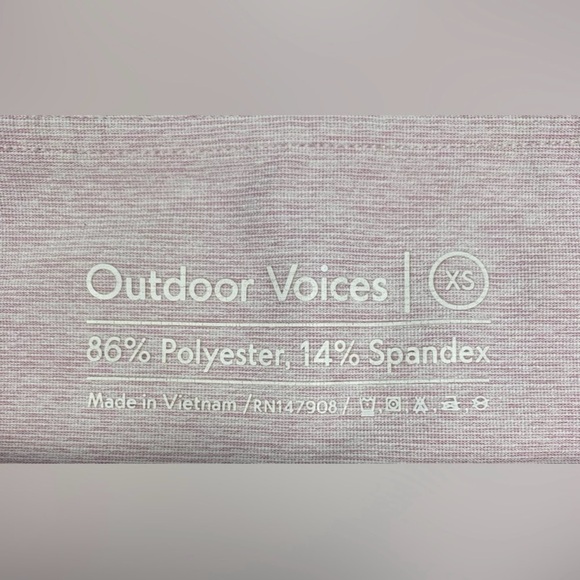 Outdoor Voices | XS
86% Polyester, 14% Spandex
Made in Vietnam /RN147908/